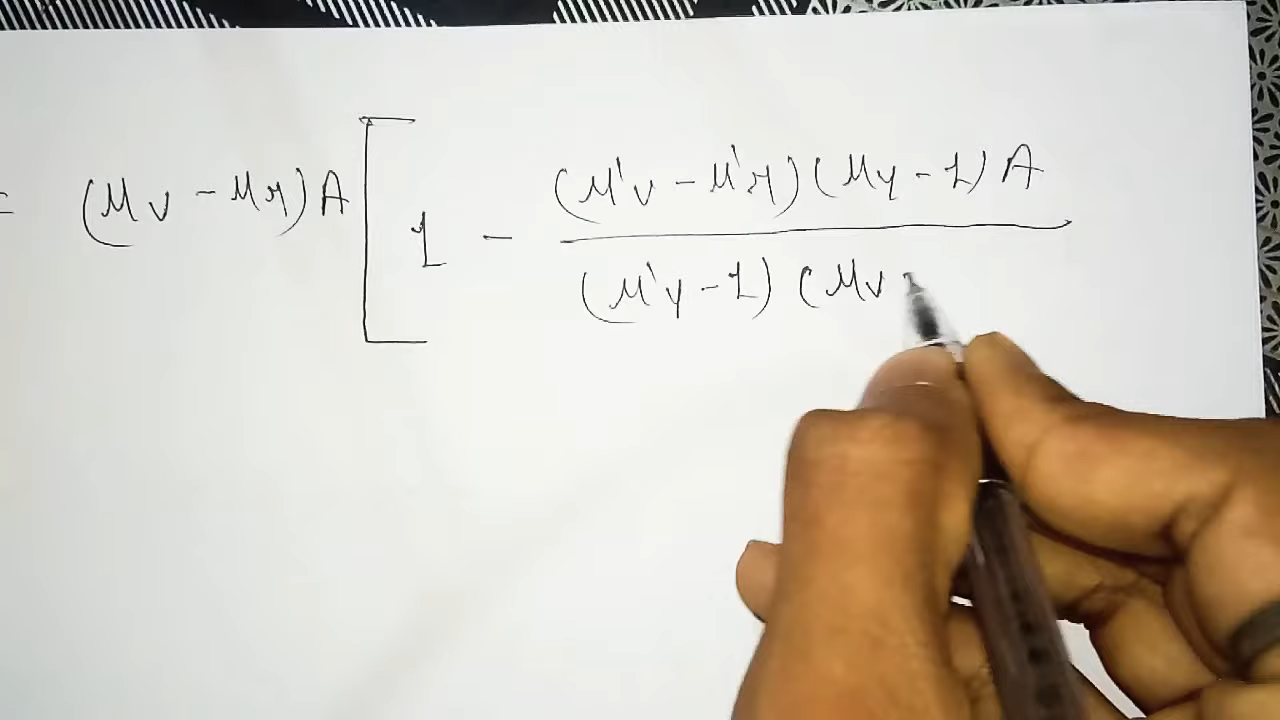 = (μv - μr)A [ 1 - (μ'v - μ'r)(μy - 1)A
(μ'y - 1) (μv